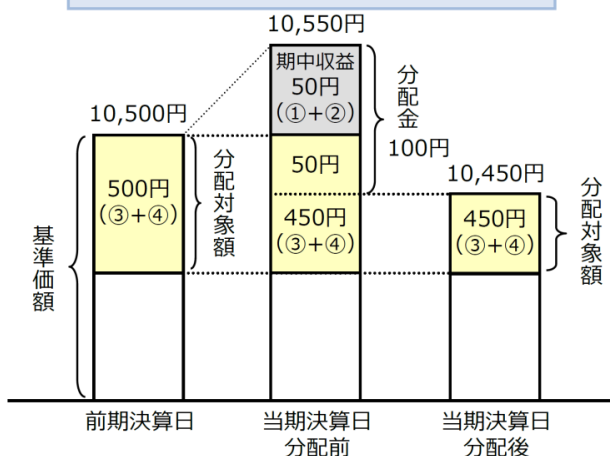 10,550円
期中収益
50円
(①+②)
分配金
100円
10,500円
500円
(③+④)
分配対象額
50円
450円
(③+④)
10,450円
450円
(③+④)
分配対象額
基準価額
前期決算日
当期決算日
分配前
当期決算日
分配後